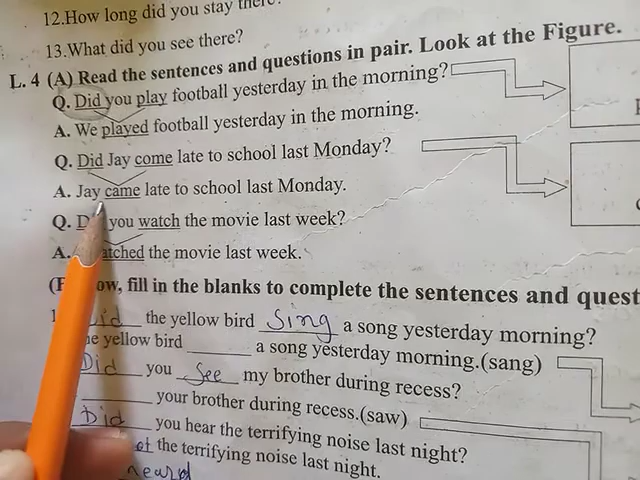 12.How long did you stay there?
13.What did you see there?
L. 4 (A) Read the sentences and questions in pair. Look at the Figure.
Q. Did you play football yesterday in the morning?
A. We played football yesterday in the morning.
Q. Did Jay come late to school last Monday?
A. Jay came late to school last Monday.
Q. D you watch the movie last week?
A. atched the movie last week.
ow, fill in the blanks to complete the sentences and quest
1 Did the yellow bird Sing a song yesterday morning?
e yellow bird ______ a song yesterday morning.(sang)
Did you See my brother during recess?
______ your brother during recess.(saw)
Did you hear the terrifying noise last night?
the terrifying noise last night.
heard